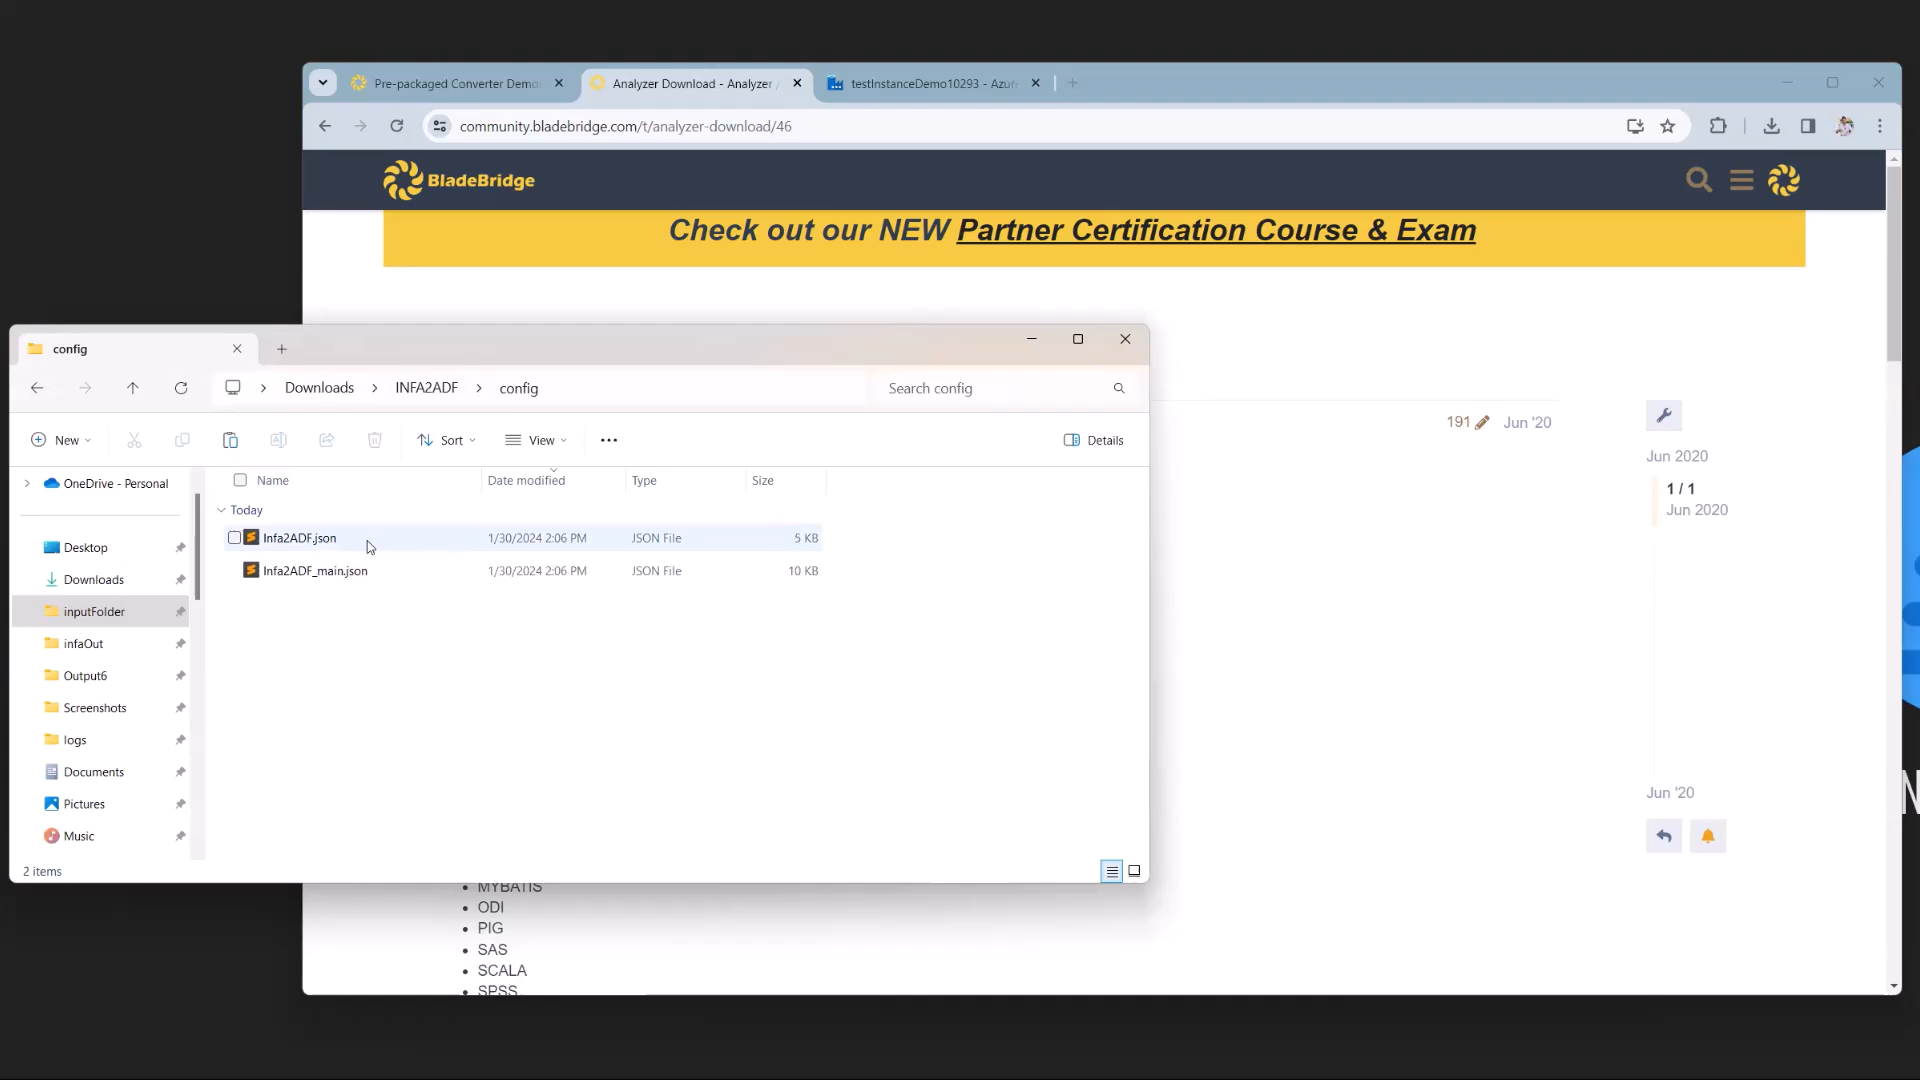 Pre-packaged Converter Demo
Analyzer Download - Analyzer
testInstanceDemo10293 - Azur
community.bladebridge.com/t/analyzer-download/46
BladeBridge
Check out our NEW Partner Certification Course & Exam
config
Downloads > INFA2ADF > config
Search config
191
Jun '20
New
Sort
View
Details
Jun 2020
OneDrive - Personal
Name
Date modified
Type
Size
1 / 1
Jun 2020
Today
Desktop
Infa2ADF.json
1/30/2024 2:06 PM
JSON File
5 KB
Downloads
Infa2ADF_main.json
1/30/2024 2:06 PM
JSON File
10 KB
inputFolder
infaOut
Output6
Screenshots
logs
Documents
Pictures
Music
Jun '20
2 items
MYBATIS
ODI
PIG
SAS
SCALA
SPSS